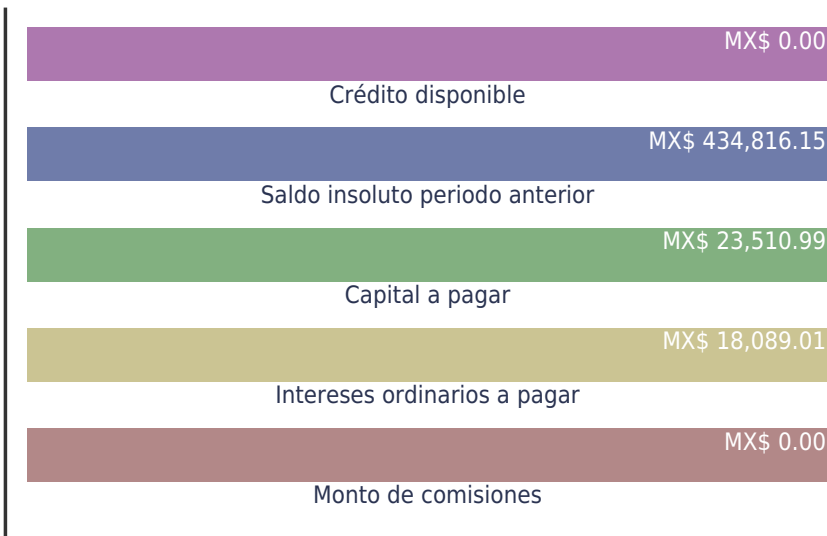 MX$ 0.00
Crédito disponible
MX$ 434,816.15
Saldo insoluto periodo anterior
MX$ 23,510.99
Capital a pagar
MX$ 18,089.01
Intereses ordinarios a pagar
MX$ 0.00
Monto de comisiones